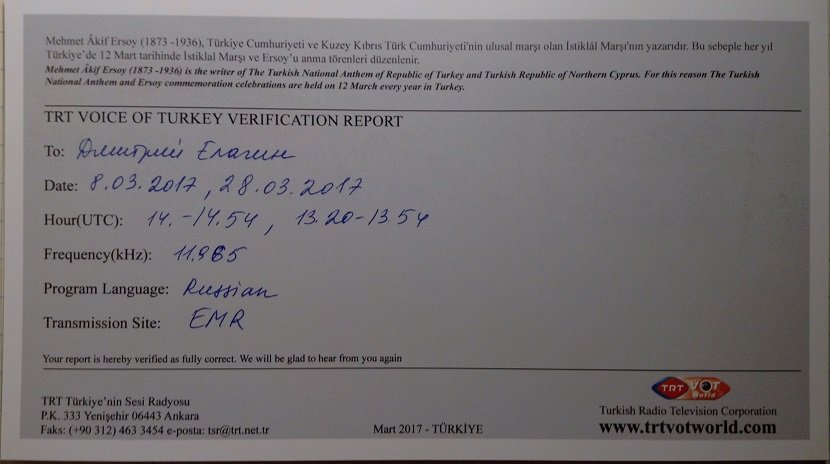 Mehmet Âkif Ersoy (1873 -1936), Türkiye Cumhuriyeti ve Kuzey Kıbrıs Türk Cumhuriyeti'nin ulusal marşı olan İstiklâl Marşı'nın yazarıdır. Bu sebeple her yıl
Türkiye'de 12 Mart tarihinde İstiklal Marşı ve Ersoy'u anma törenleri düzenlenir.
Mehmet Âkif Ersoy (1873 -1936) is the writer of The Turkish National Anthem of Republic of Turkey and Turkish Republic of Northern Cyprus. For this reason The Turkish
National Anthem and Ersoy commemoration celebrations are held on 12 March every year in Turkey.
TRT VOICE OF TURKEY VERIFICATION REPORT
To: Дмитрий Елагин
Date: 8.03.2017, 28.03.2017
Hour(UTC): 14.-14.54, 13.20-13 54
Frequency(kHz): 11.965
Program Language: Russian
Transmission Site: EMR
Your report is hereby verified as fully correct. We will be glad to hear from you again
TRT Türkiye'nin Sesi Radyosu
P.K. 333 Yenişehir 06443 Ankara
Faks: (+90 312) 463 3454 e-posta: tsr@trt.net.tr
Mart 2017 - TÜRKİYE
TRT VOT World
Turkish Radio Television Corporation
www.trtvotworld.com